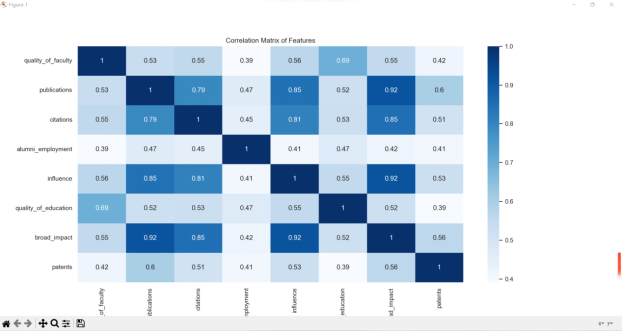 Figure 1
Correlation Matrix of Features
quality_of_faculty 1 0.53 0.55 0.39 0.56 0.69 0.55 0.42
publications 0.53 1 0.79 0.47 0.85 0.52 0.92 0.6
citations 0.55 0.79 1 0.45 0.81 0.53 0.85 0.51
alumni_employment 0.39 0.47 0.45 1 0.41 0.47 0.42 0.41
influence 0.56 0.85 0.81 0.41 1 0.55 0.92 0.53
quality_of_education 0.69 0.52 0.53 0.47 0.55 1 0.52 0.39
broad_impact 0.55 0.92 0.85 0.42 0.92 0.52 1 0.56
patents 0.42 0.6 0.51 0.41 0.53 0.39 0.56 1
1.0
0.9
0.8
0.7
0.6
0.5
0.4
_of_faculty
blications
citations
nployment
influence
_education
ad_impact
patents